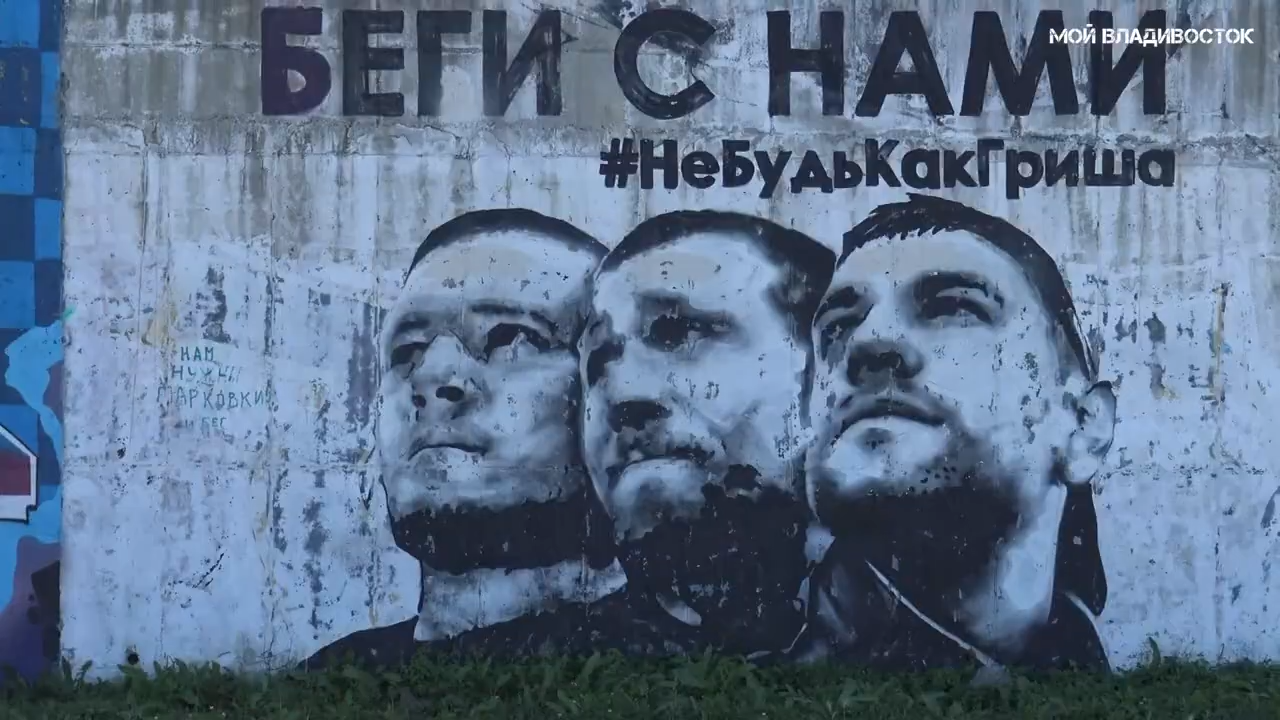 БЕГИ С НАМИ
МОЙ ВЛАДИВОСТОК
#НеБудьКакГриша
НАМ
НУЖНЫ
ПАРКОВКИ